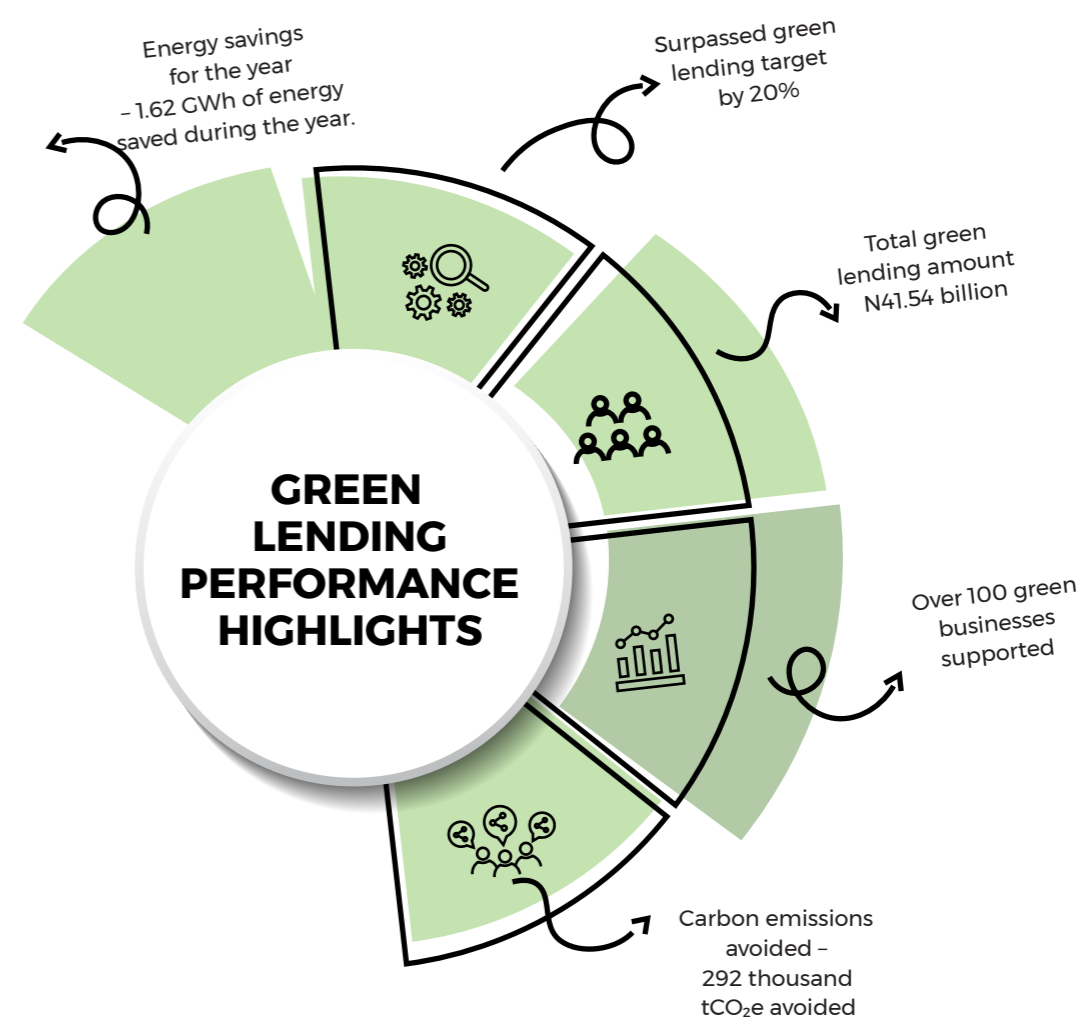 Energy savings
for the year
– 1.62 GWh of energy
saved during the year.
Surpassed green
lending target
by 20%
Total green
lending amount
N41.54 billion
Over 100 green
businesses
supported
Carbon emissions
avoided –
292 thousand
tCO₂e avoided
GREEN
LENDING
PERFORMANCE
HIGHLIGHTS